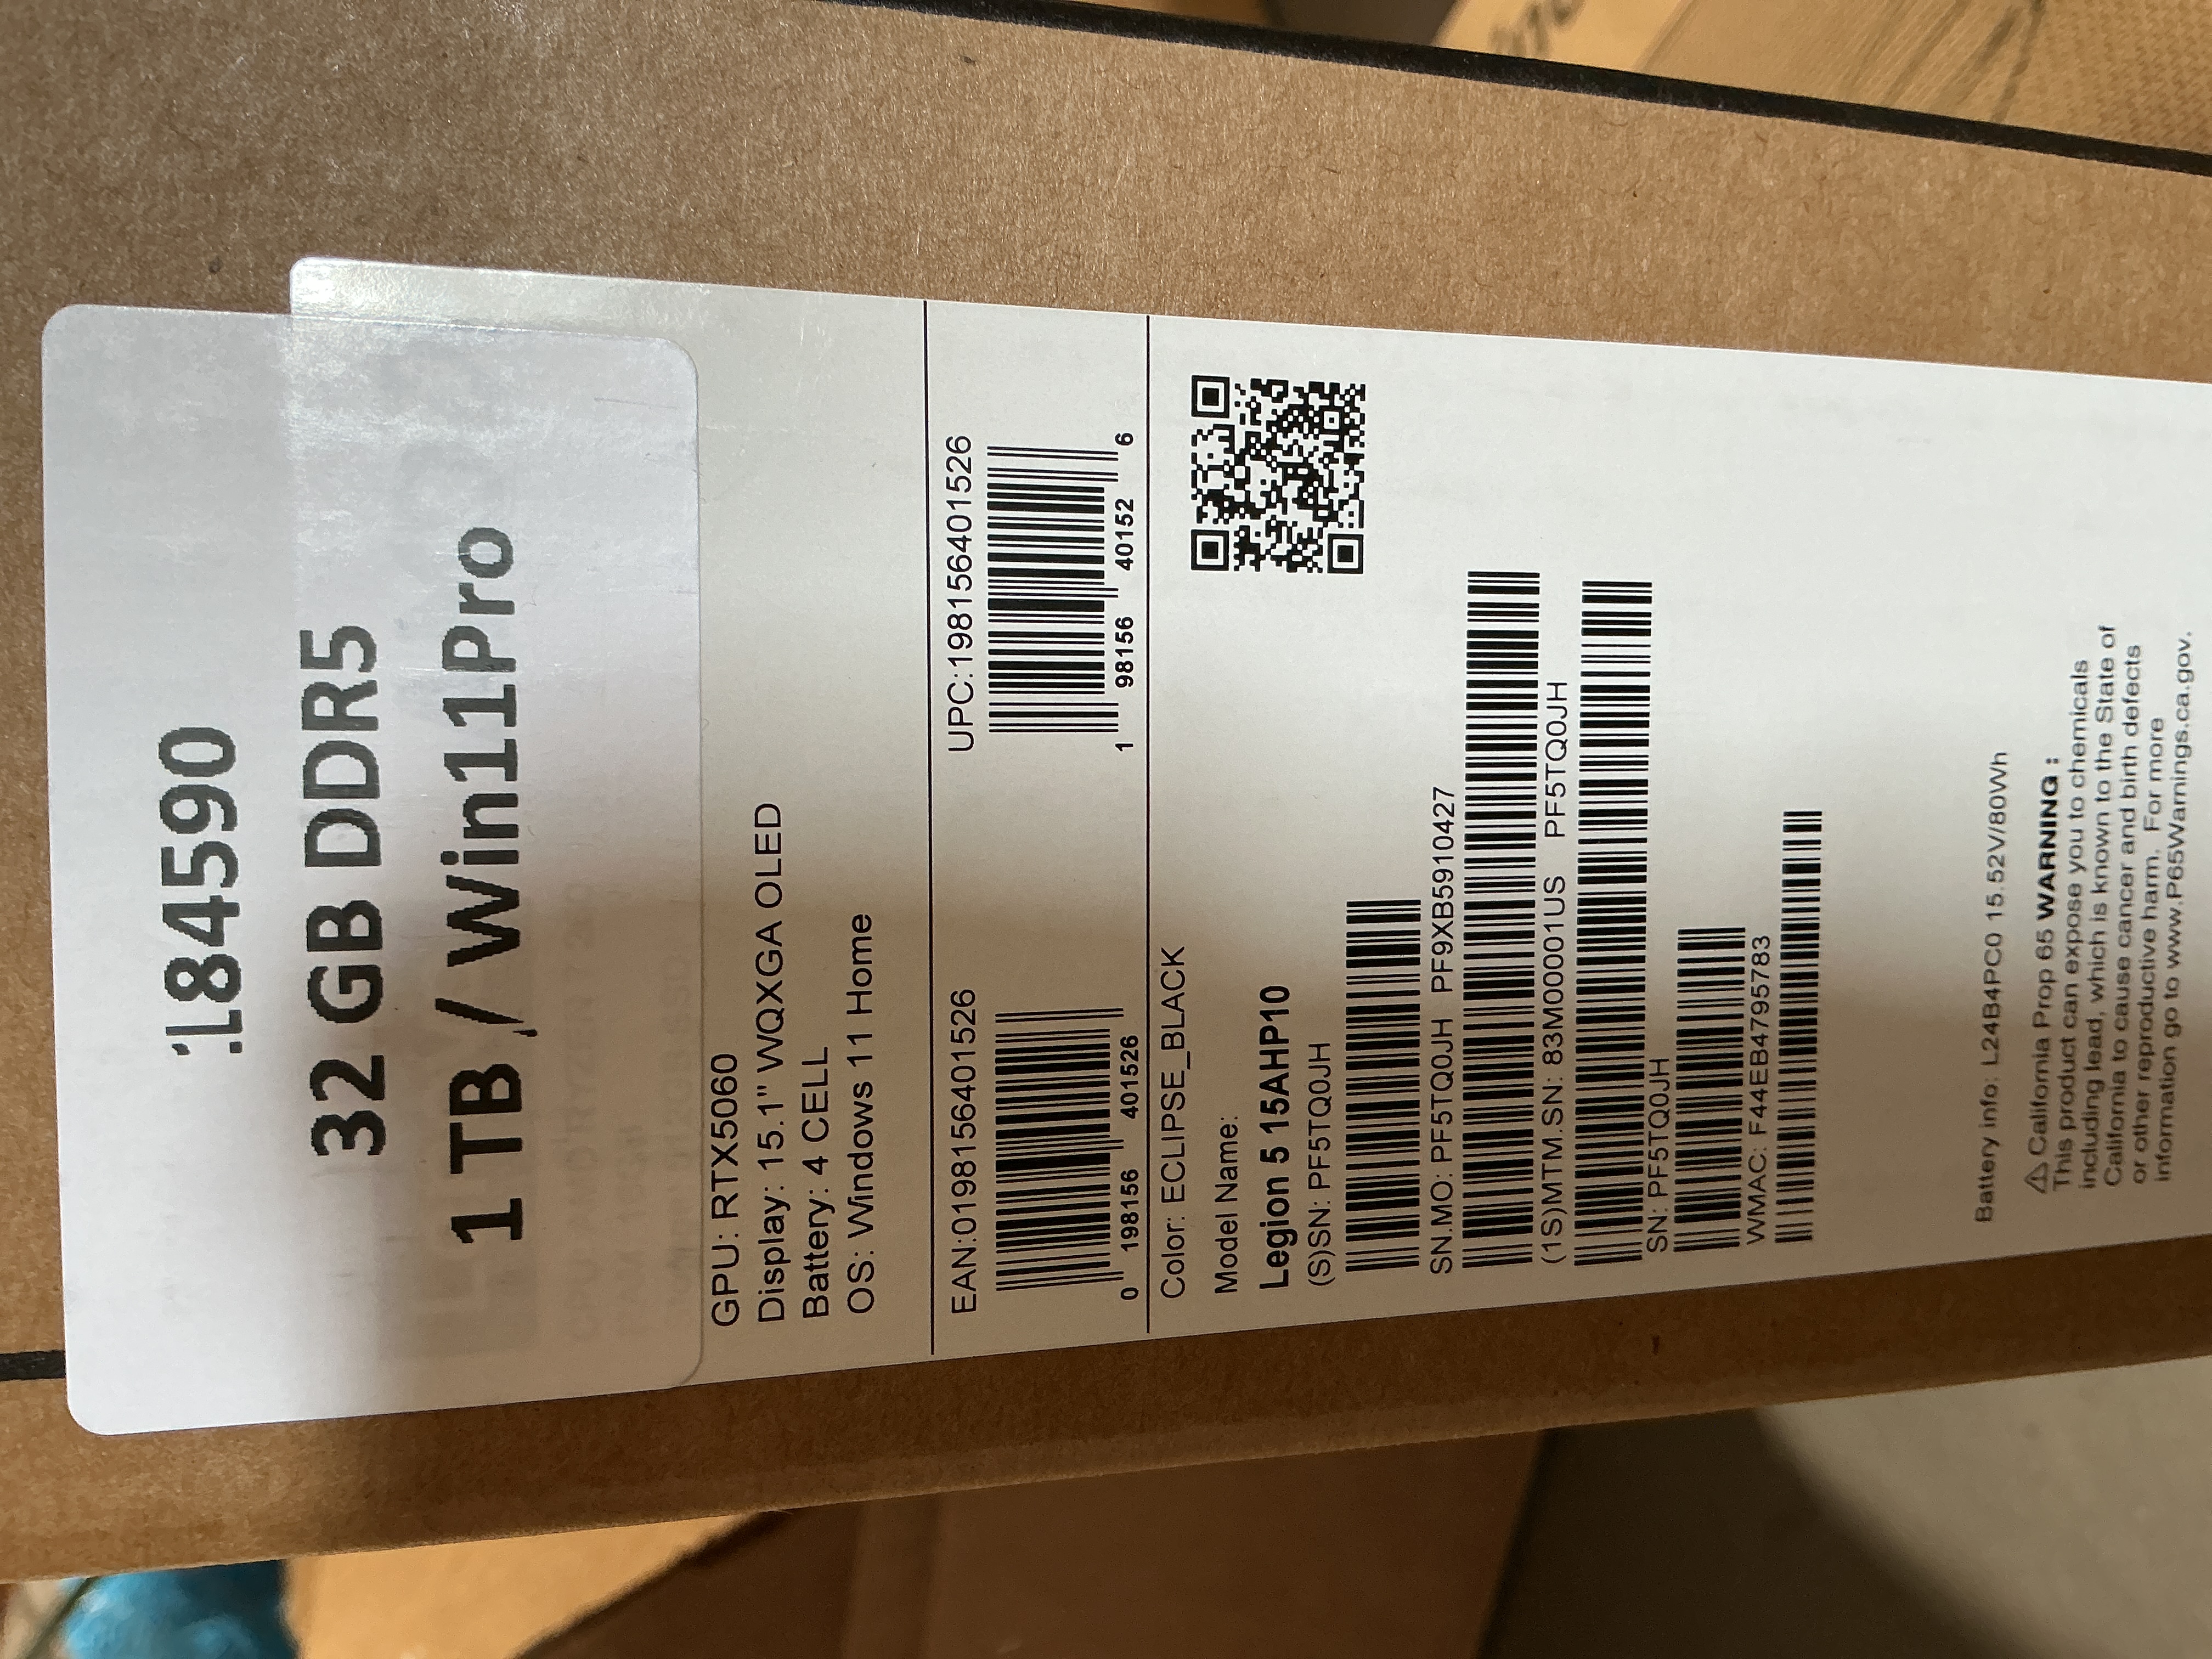 L84590
32 GB DDR5
1 TB / Win11Pro
GPU: RTX5060
Display: 15.1" WQXGA OLED
Battery: 4 CELL
OS: Windows 11 Home
EAN:0198156401526 UPC:198156401526
0 198156 401526 1 98156 40152 6
Color: ECLIPSE_BLACK
Model Name:
Legion 5 15AHP10
(S)SN: PF5TQ0JH
SN.MO: PF5TQ0JH PF9XB5910427
(1S)MTM.SN: 83M00001US PF5TQ0JH
SN: PF5TQ0JH
WMAC: F44EB4795783
Battery info: L24B4PC0 15.52V/80Wh
⚠ California Prop 65 WARNING :
This product can expose you to chemicals
including lead, which is known to the State of
California to cause cancer and birth defects
or other reproductive harm. For more
information go to www.P65Warnings.ca.gov.